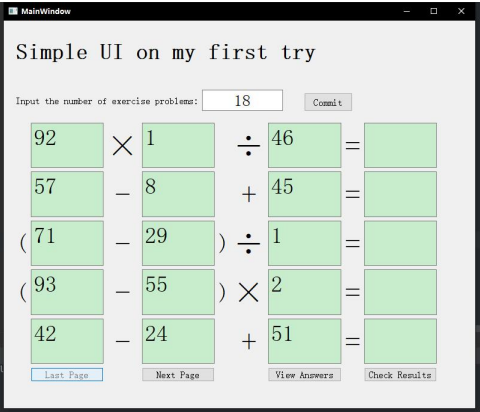 MainWindow
Simple UI on my first try
Input the number of exercise problems: 18 Commit
92 × 1 ÷ 46 =
57 − 8 + 45 =
( 71 − 29 ) ÷ 1 =
( 93 − 55 ) × 2 =
42 − 24 + 51 =
Last Page Next Page View Answers Check Results